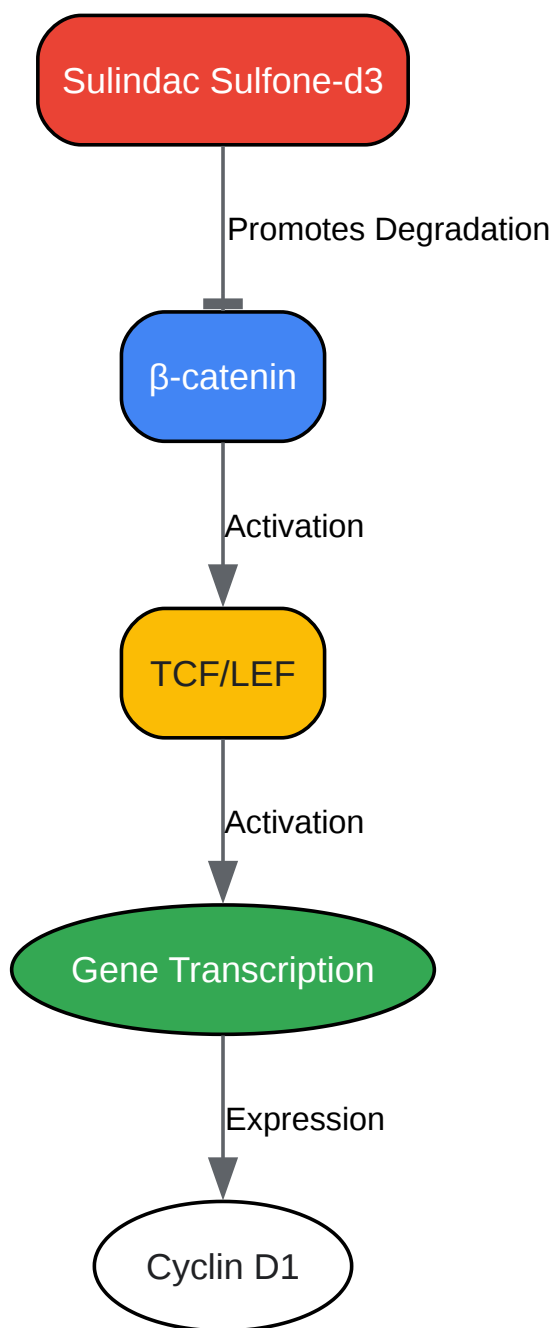 Sulindac Sulfone-d3
Promotes Degradation
β-catenin
Activation
TCF/LEF
Activation
Gene Transcription
Expression
Cyclin D1